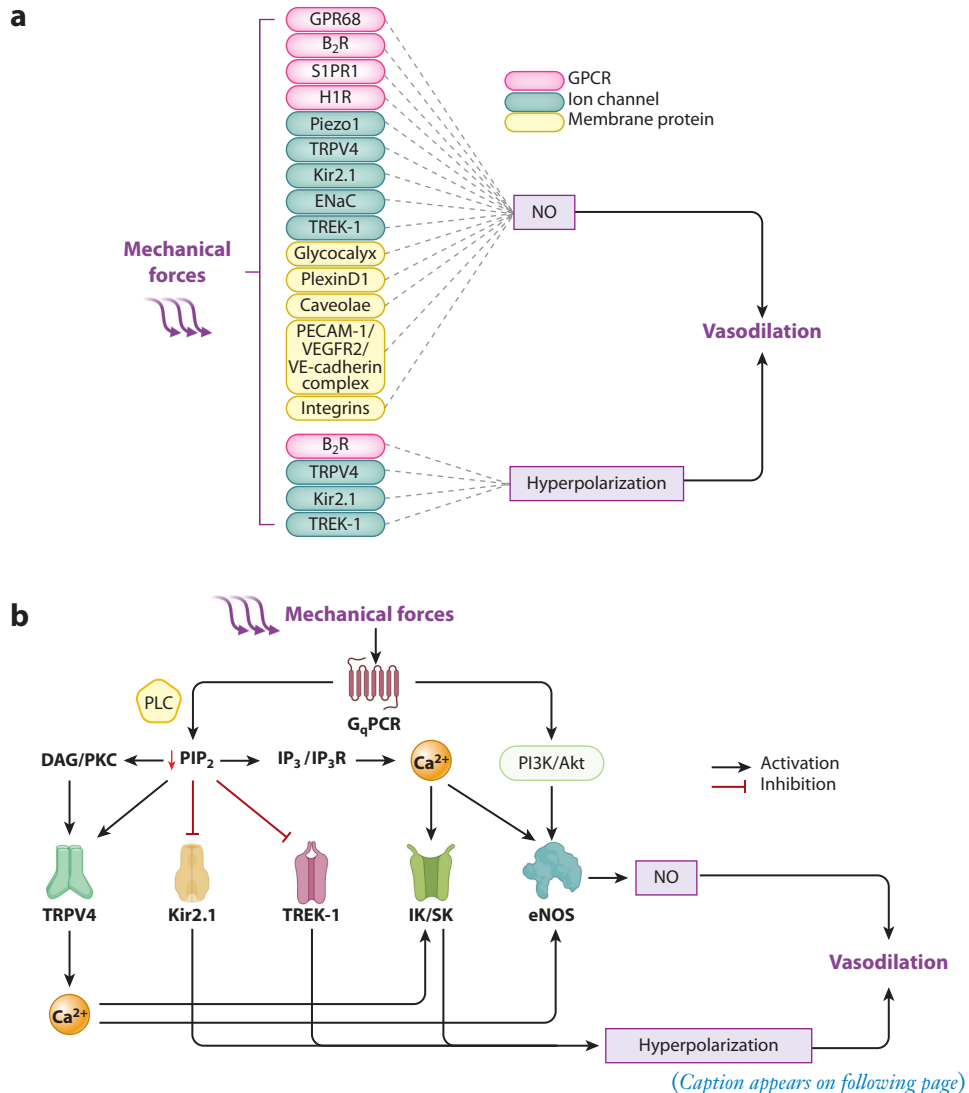 a
GPR68
B₂R
S1PR1
H1R
Piezo1
TRPV4
Kir2.1
ENaC
TREK-1
Glycocalyx
PlexinD1
Caveolae
PECAM-1/
VEGFR2/
VE-cadherin
complex
Integrins
B₂R
TRPV4
Kir2.1
TREK-1
Mechanical
forces
GPCR
Ion channel
Membrane protein
NO
Hyperpolarization
Vasodilation
b
Mechanical forces
GqPCR
PLC
DAG/PKC
PIP₂
IP₃/IP₃R
Ca²⁺
PI3K/Akt
Activation
Inhibition
TRPV4
Kir2.1
TREK-1
IK/SK
eNOS
NO
Ca²⁺
Vasodilation
Hyperpolarization
(Caption appears on following page)